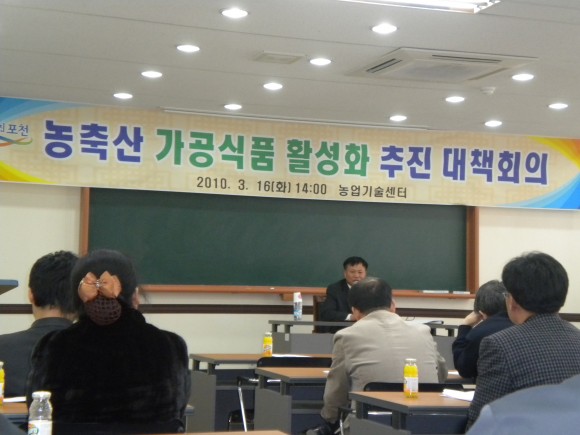 포천
농축산 가공식품 활성화 추진 대책회의
2010. 3. 16(화) 14:00 농업기술센터